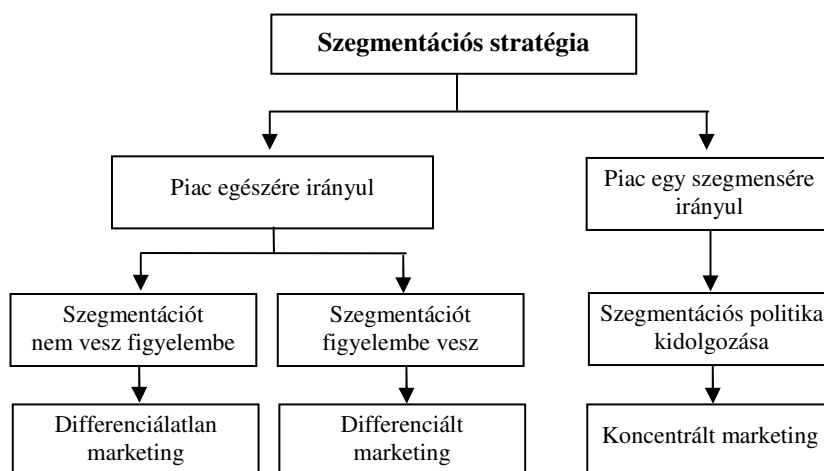 Szegmentációs stratégia
Piac egészére irányul
Piac egy szegmensére
irányul
Szegmentációt
nem vesz figyelembe
Szegmentációt
figyelembe vesz
Szegmentációs politika
kidolgozása
Differenciálatlan
marketing
Differenciált
marketing
Koncentrált marketing